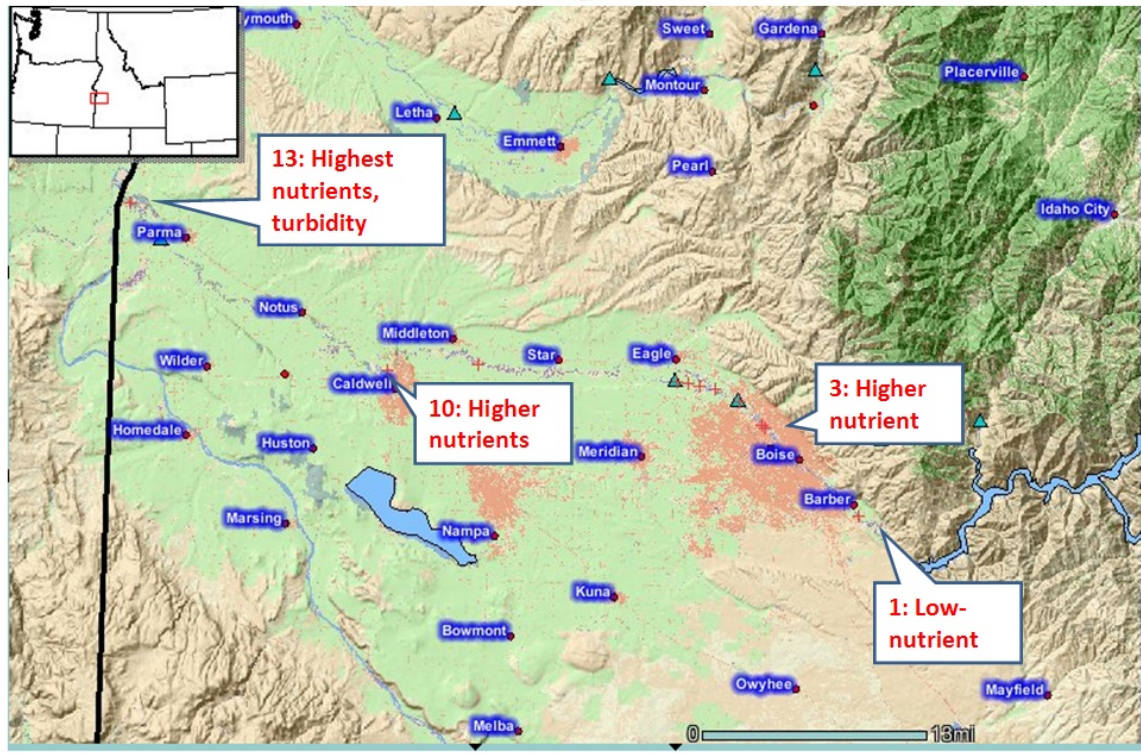 ymouth
Sweet
Gardena
Placerville
Montour
Letha
Emmett
13: Highest
nutrients,
turbidity
Pearl
Idaho City
Parma
Notus
Middleton
Star
Eagle
Wilder
Caldwell
10: Higher
nutrients
3: Higher
nutrient
Homedale
Huston
Meridian
Boise
Barber
Marsing
Nampa
1: Low-
nutrient
Kuna
Bowmont
Owyhee
Mayfield
Melba
0 13mi